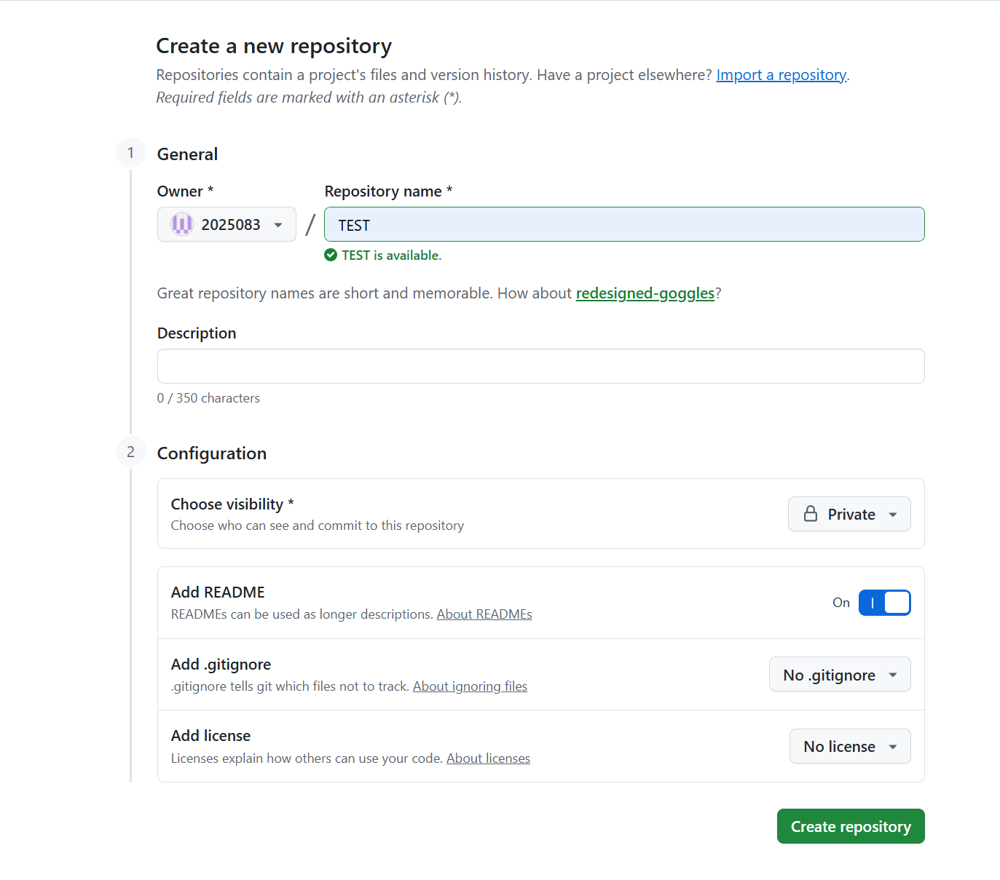 Create a new repository
Repositories contain a project's files and version history. Have a project elsewhere? Import a repository.
Required fields are marked with an asterisk (*).
1
General
Owner *
Repository name *
2025083
/
TEST
TEST is available.
Great repository names are short and memorable. How about redesigned-goggles?
Description
0 / 350 characters
2
Configuration
Choose visibility *
Choose who can see and commit to this repository
Private
Add README
READMEs can be used as longer descriptions. About READMEs
On
Add .gitignore
.gitignore tells git which files not to track. About ignoring files
No .gitignore
Add license
Licenses explain how others can use your code. About licenses
No license
Create repository